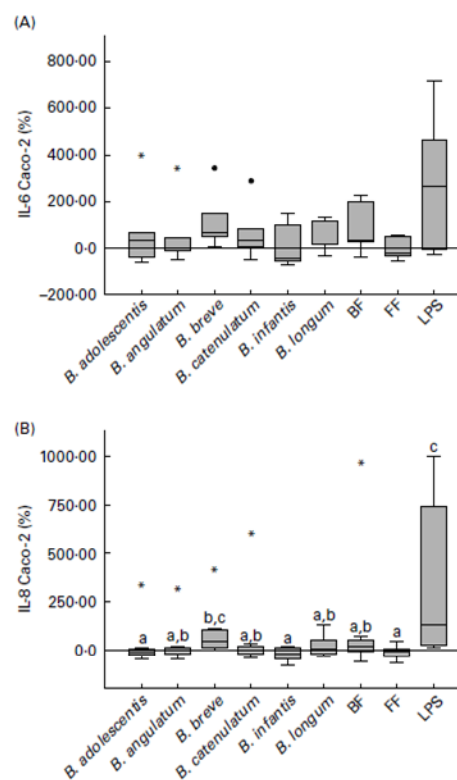 (A)
IL-6 Caco-2 (%)
800·00
600·00
400·00
200·00
0·0
–200·00
*
*
B. adolescentis
B. angulatum
B. breve
B. catenulatum
B. infantis
B. longum
BF
FF
LPS
(B)
IL-8 Caco-2 (%)
1000·00
750·00
500·00
250·00
0·0
c
*
*
*
*
*
a
a,b
b,c
a,b
a
a,b
a,b
a
B. adolescentis
B. angulatum
B. breve
B. catenulatum
B. infantis
B. longum
BF
FF
LPS